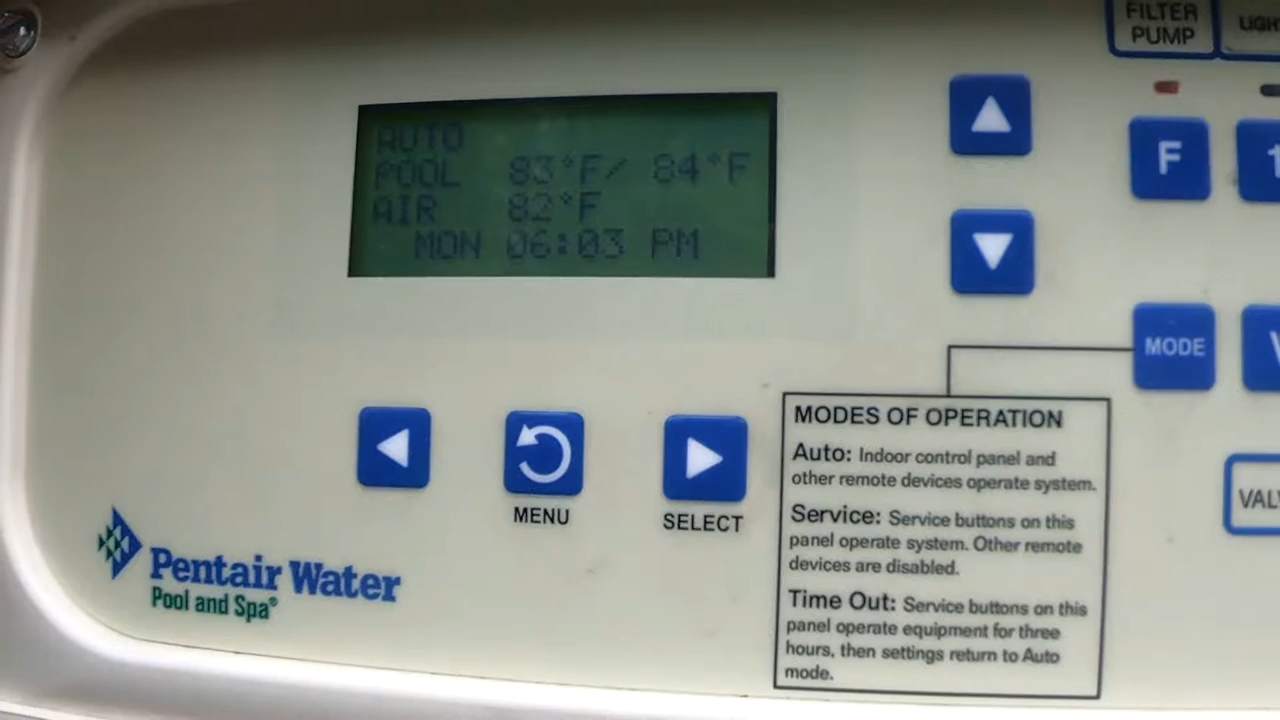 FILTER
PUMP
AUTO
POOL 83°F/ 84°F
AIR 82°F
MON 06:03 PM
F
1
MODE
MENU
SELECT
MODES OF OPERATION
Auto: Indoor control panel and
other remote devices operate system.
Service: Service buttons on this
panel operate system. Other remote
devices are disabled.
Time Out: Service buttons on this
panel operate equipment for three
hours, then settings return to Auto
mode.
Pentair Water
Pool and Spa®